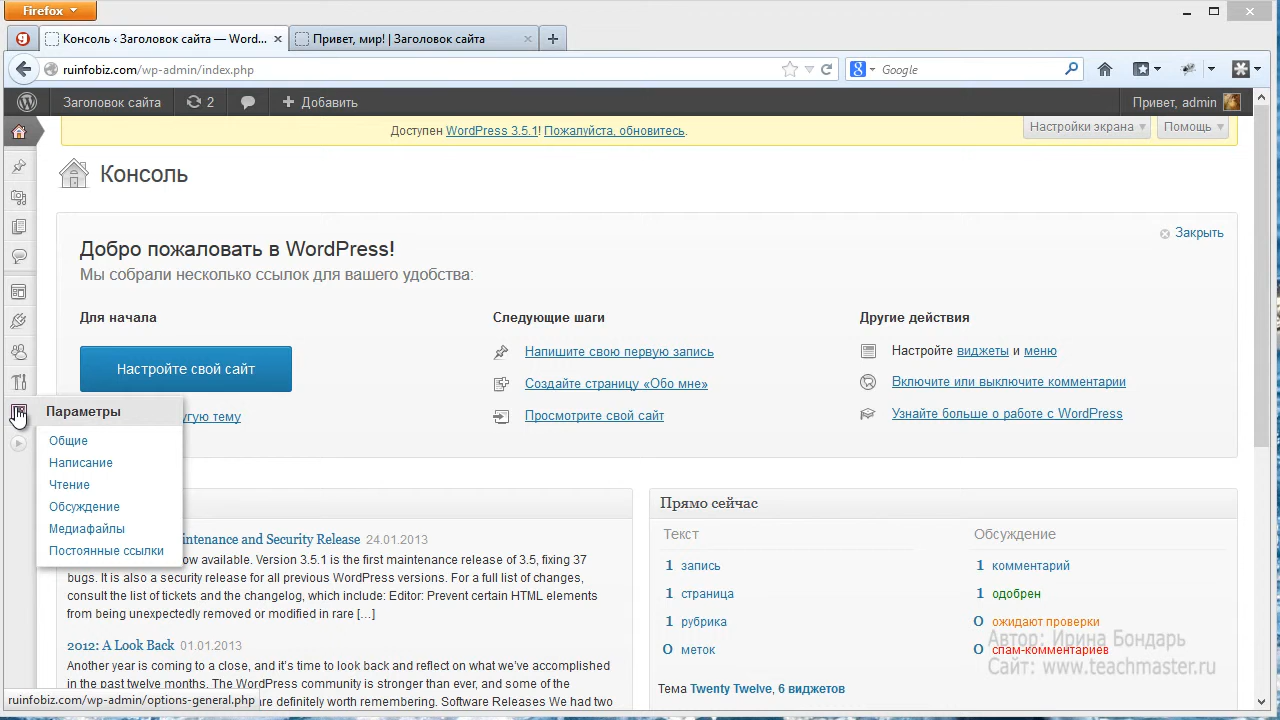 Firefox
Консоль ‹ Заголовок сайта — Word...
Привет, мир! | Заголовок сайта
ruinfobiz.com/wp-admin/index.php
Google
Заголовок сайта
2
Добавить
Привет, admin
Доступен WordPress 3.5.1! Пожалуйста, обновитесь.
Настройки экрана
Помощь
Консоль
Добро пожаловать в WordPress!
Закрыть
Мы собрали несколько ссылок для вашего удобства:
Для начала
Следующие шаги
Другие действия
Настройте свой сайт
Напишите свою первую запись
Настройте виджеты и меню
Создайте страницу «Обо мне»
Включите или выключите комментарии
Просмотрите свой сайт
Узнайте больше о работе с WordPress
угую тему
Параметры
Общие
Написание
Чтение
Обсуждение
Медиафайлы
Постоянные ссылки
ntenance and Security Release 24.01.2013
ow available. Version 3.5.1 is the first maintenance release of 3.5, fixing 37
bugs. It is also a security release for all previous WordPress versions. For a full list of changes,
consult the list of tickets and the changelog, which include: Editor: Prevent certain HTML elements
from being unexpectedly removed or modified in rare […]
2012: A Look Back 01.01.2013
Another year is coming to a close, and it's time to look back and reflect on what we've accomplished
in the past twelve months. The WordPress community is stronger than ever, and some of the
are definitely worth remembering. Software Releases We had two
Прямо сейчас
Текст
Обсуждение
1 запись
1 комментарий
1 страница
1 одобрен
1 рубрика
0 ожидают проверки
0 меток
0 спам-комментариев
Тема Twenty Twelve, 6 виджетов
Автор: Ирина Бондарь
Сайт: www.teachmaster.ru
ruinfobiz.com/wp-admin/options-general.php